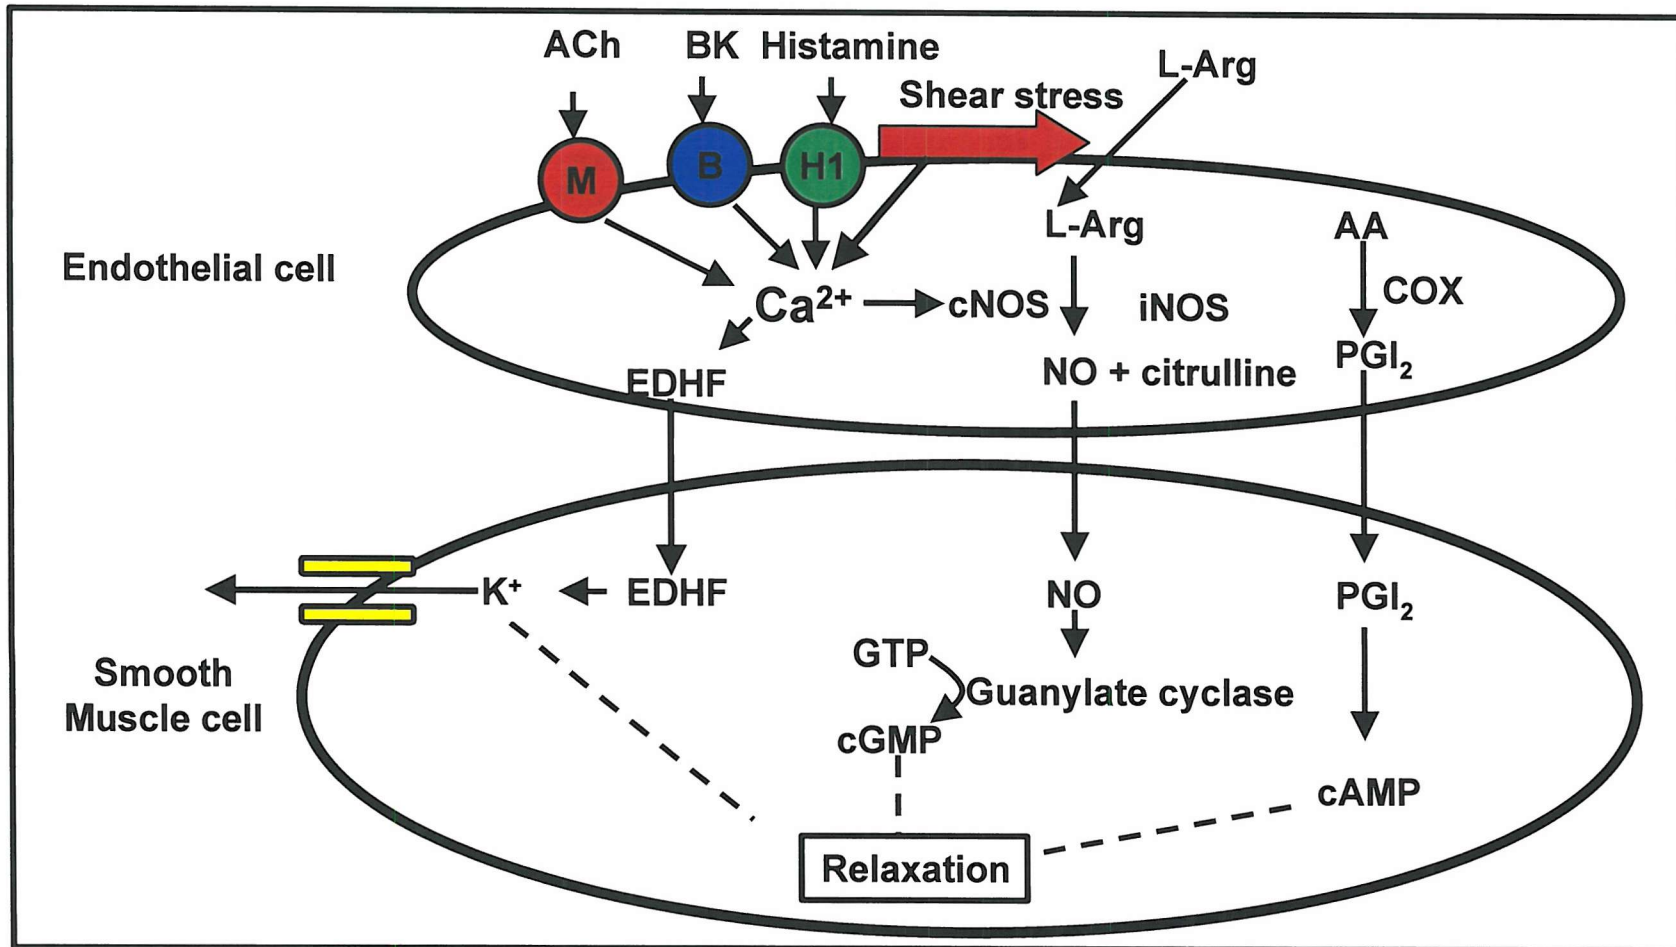 ACh
BK
Histamine
L-Arg
Shear stress
M
B
H1
L-Arg
AA
Endothelial cell
Ca²⁺
cNOS
iNOS
COX
EDHF
NO + citrulline
PGI₂
K⁺
EDHF
NO
PGI₂
GTP
Smooth
Muscle cell
Guanylate cyclase
cGMP
cAMP
Relaxation